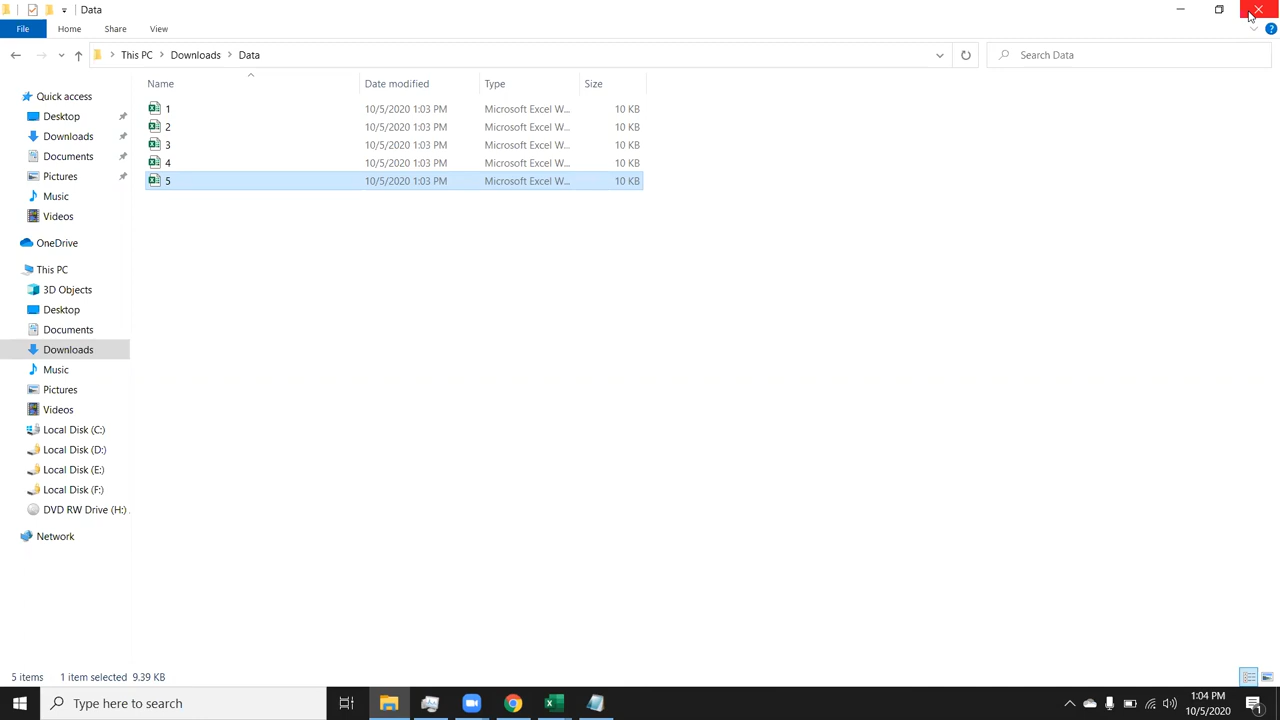 Data
File Home Share View
This PC Downloads Data Search Data
Name Date modified Type Size
1 10/5/2020 1:03 PM Microsoft Excel W... 10 KB
2 10/5/2020 1:03 PM Microsoft Excel W... 10 KB
3 10/5/2020 1:03 PM Microsoft Excel W... 10 KB
4 10/5/2020 1:03 PM Microsoft Excel W... 10 KB
5 10/5/2020 1:03 PM Microsoft Excel W... 10 KB
Quick access
Desktop
Downloads
Documents
Pictures
Music
Videos
OneDrive
This PC
3D Objects
Desktop
Documents
Downloads
Music
Pictures
Videos
Local Disk (C:)
Local Disk (D:)
Local Disk (E:)
Local Disk (F:)
DVD RW Drive (H:)
Network
5 items 1 item selected 9.39 KB
Type here to search
1:04 PM
10/5/2020
1